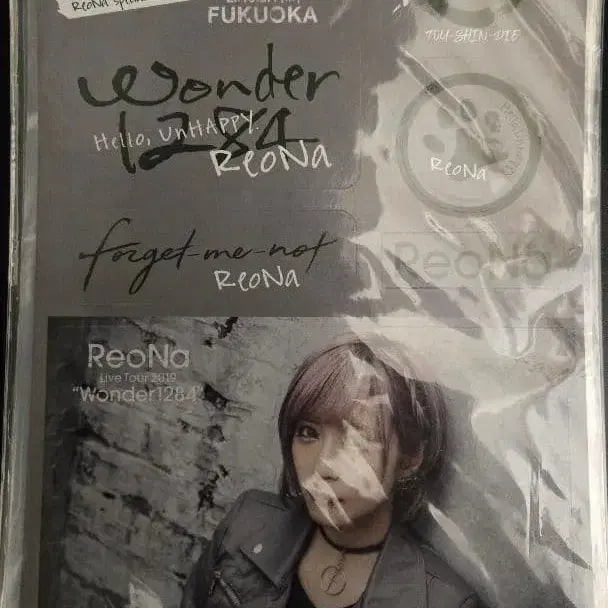 ReoNa
FUKUOKA
YOU-SHIN-DIE
Wonder
1284
Hello, UnHAPPY.
ReoNa
ReoNa
forget-me-not
ReoNa
ReoNa
ReoNa
Live Tour 2019
"Wonder1284"